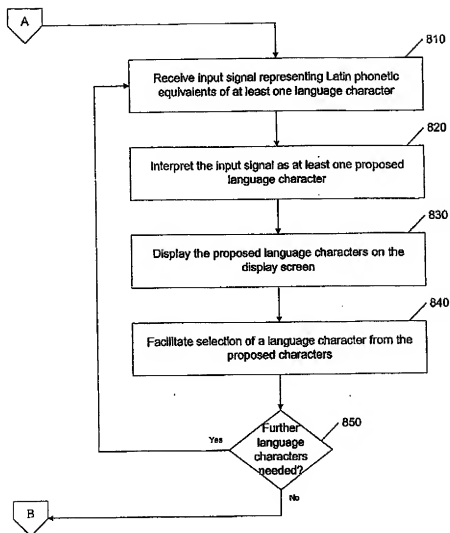 A
810
Receive input signal representing Latin phonetic
equivalents of at least one language character
820
Interpret the input signal as at least one proposed
language character
830
Display the proposed language characters on the
display screen
840
Facilitate selection of a language character from the
proposed characters
850
Further
language
characters
needed?
Yes
No
B